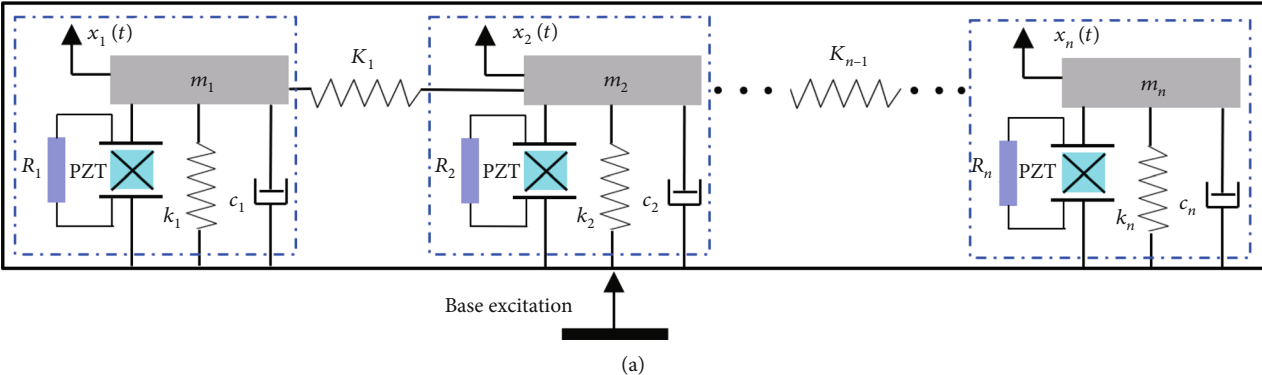 x₁(t)
K₁
x₂(t)
Kₙ₋₁
xₙ(t)
m₁
m₂
mₙ
R₁
PZT
k₁
c₁
R₂
PZT
k₂
c₂
Rₙ
PZT
kₙ
cₙ
Base excitation
(a)